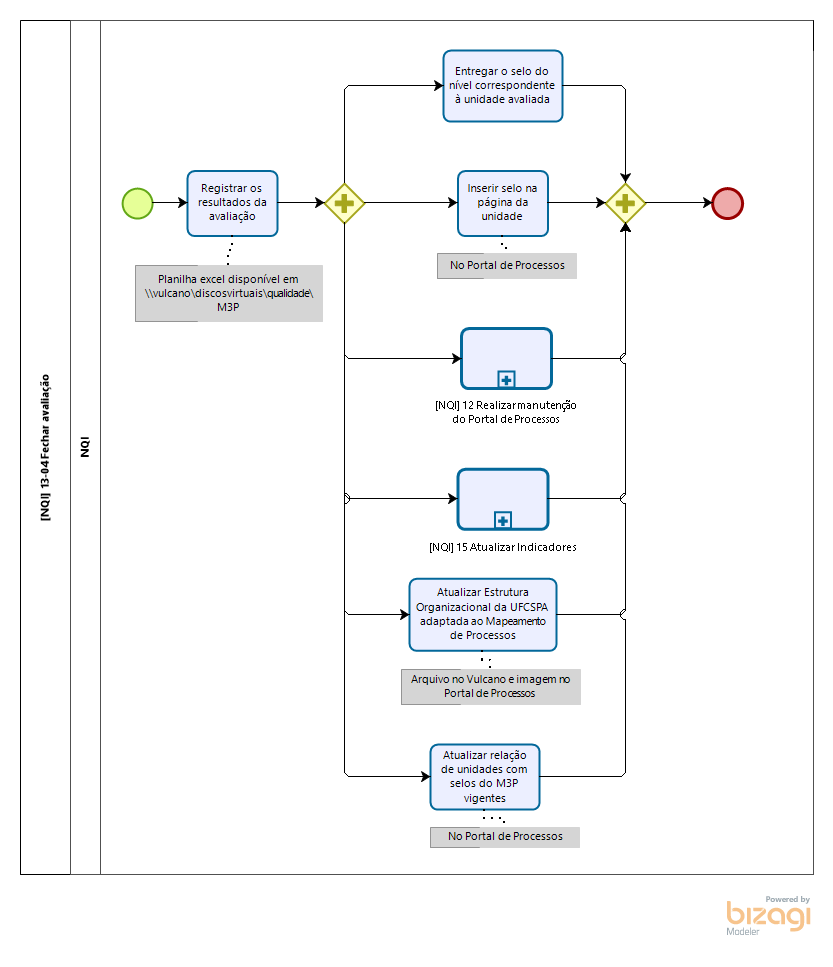 [NQI] 13-04 Fechar avaliação
NQI
Entregar o selo do
nível correspondente
à unidade avaliada
Registrar os
resultados da
avaliação
Inserir selo na
página da
unidade
Planilha excel disponível em
\\vulcano\discosvirtuais\qualidade\
M3P
No Portal de Processos
[NQI] 12 Realizar manutenção
do Portal de Processos
[NQI] 15 Atualizar Indicadores
Atualizar Estrutura
Organizacional da UFCSPA
adaptada ao Mapeamento
de Processos
Arquivo no Vulcano e imagem no
Portal de Processos
Atualizar relação
de unidades com
selos do M3P
vigentes
No Portal de Processos
Powered by
bizagi
Modeler